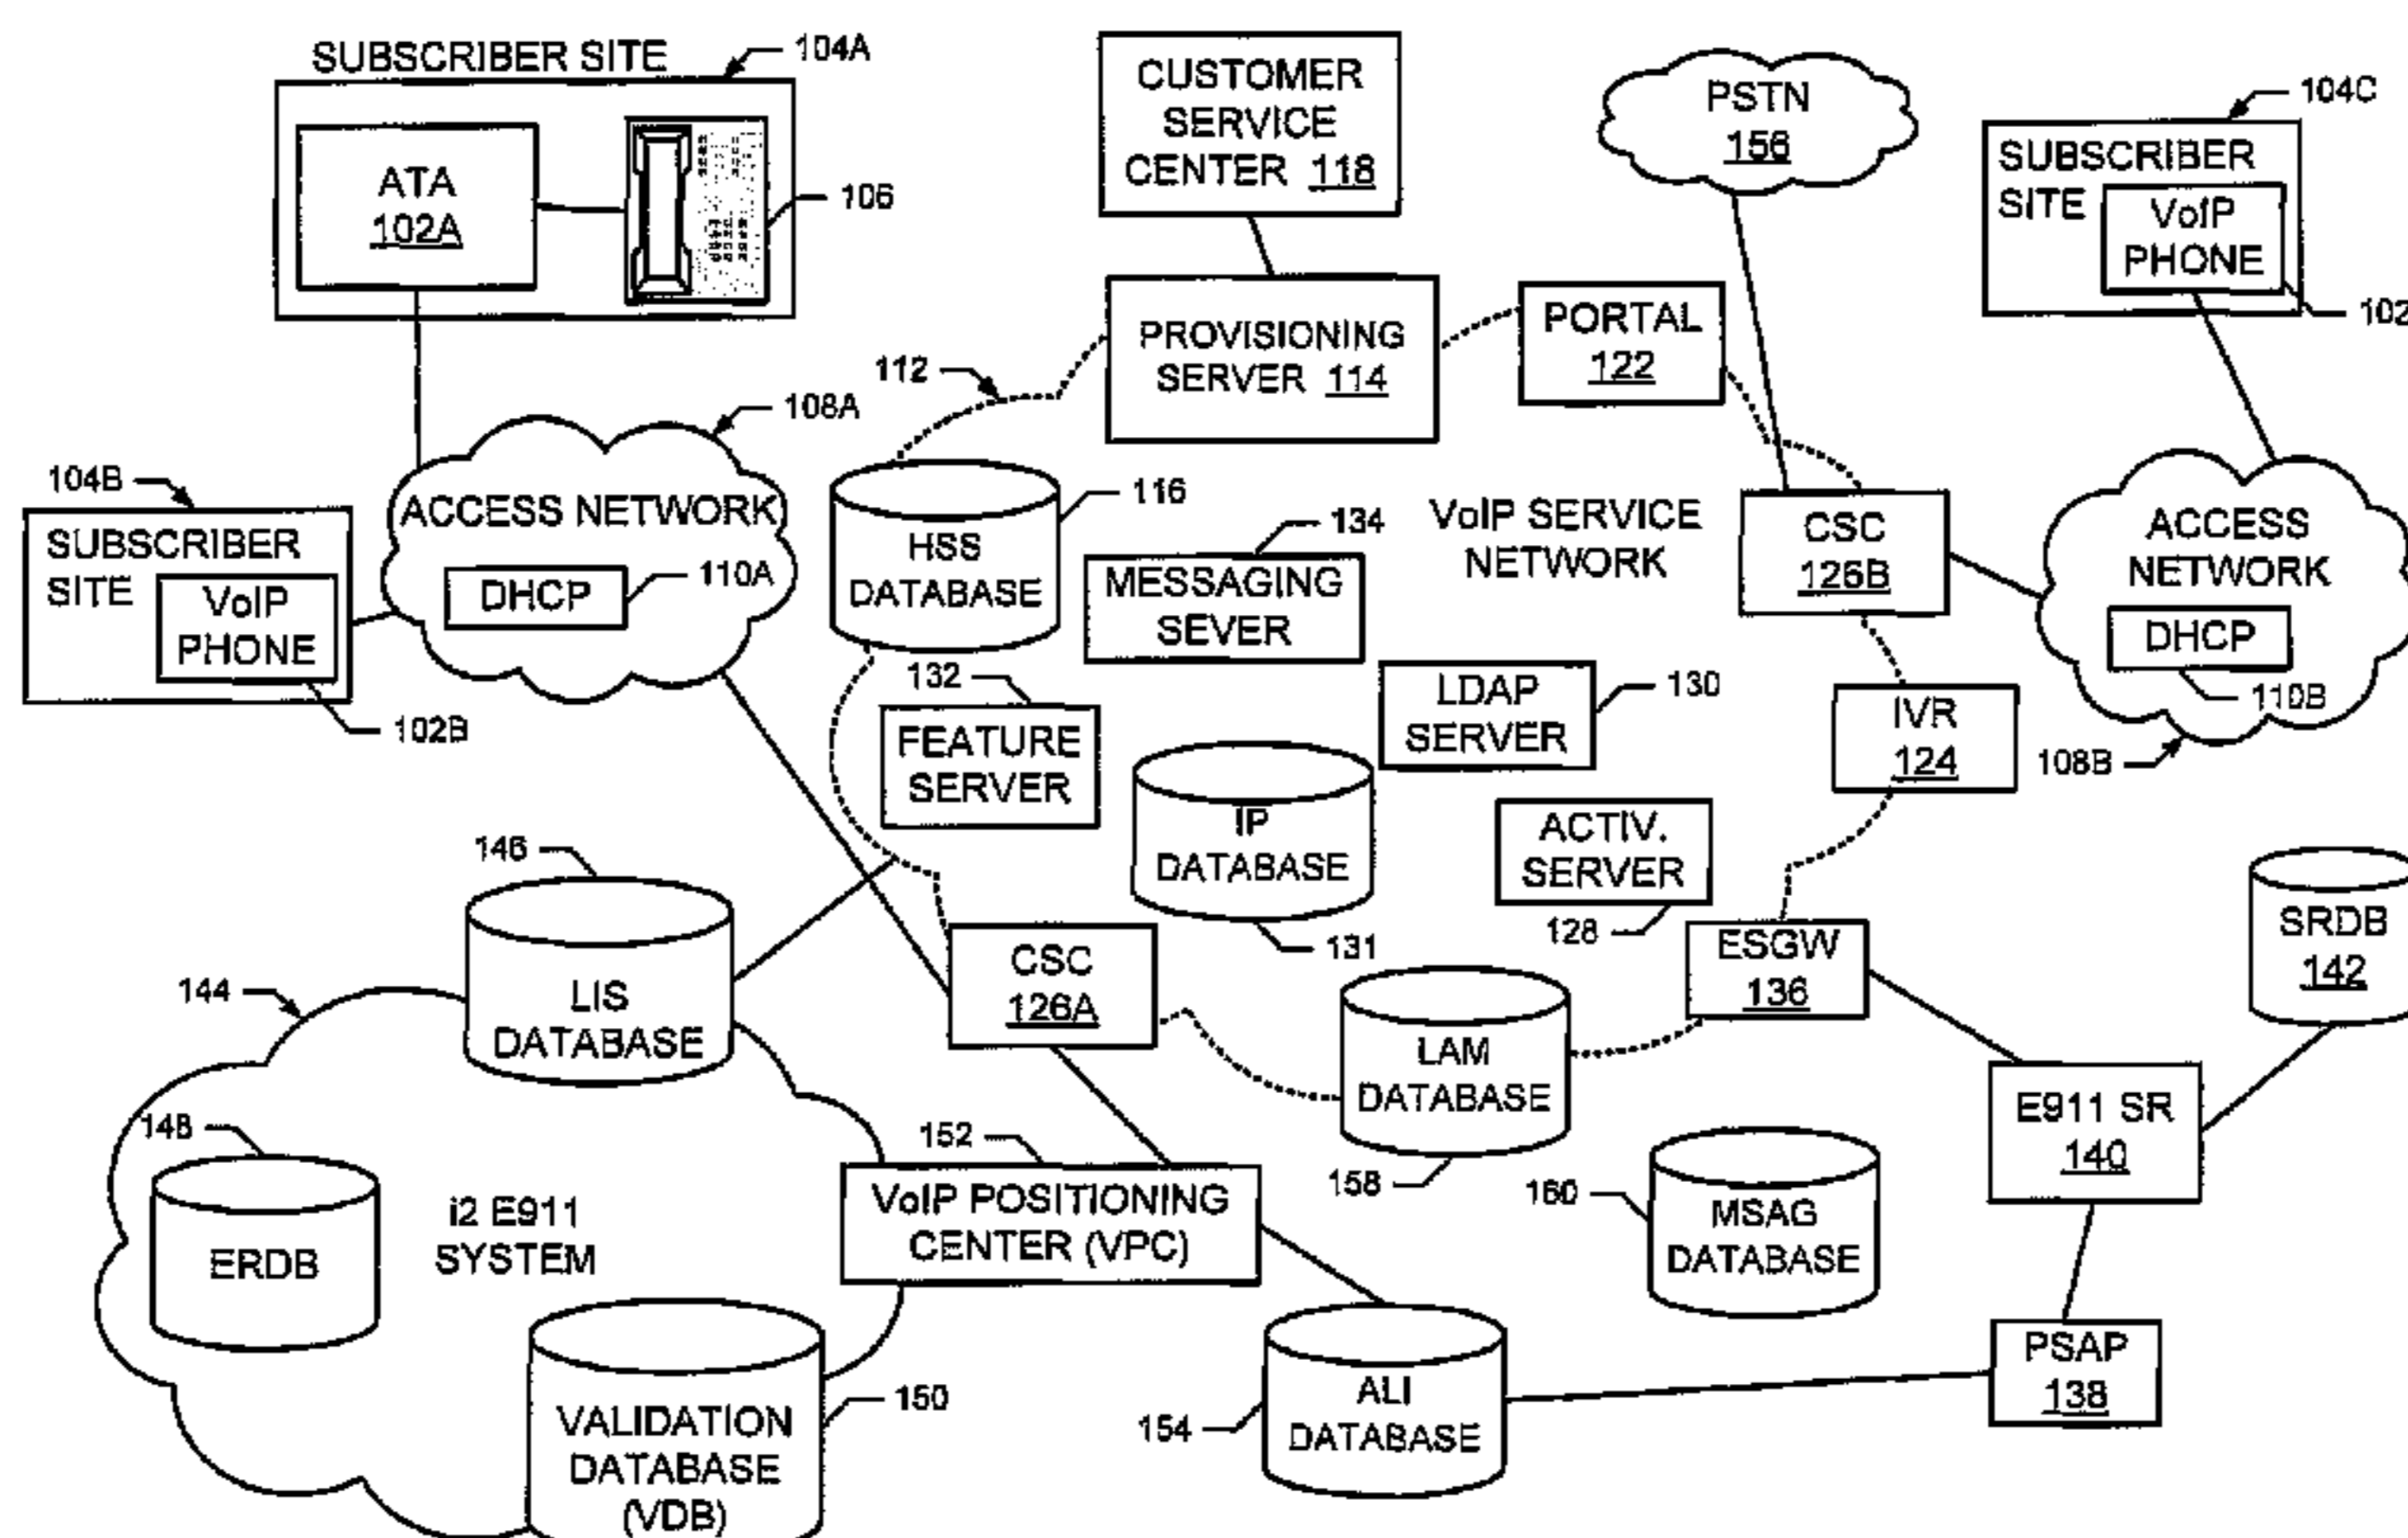 SUBSCRIBER SITE
104A
ATA
102A
106
CUSTOMER
SERVICE
CENTER 118
PSTN
156
104C
SUBSCRIBER
SITE
VoIP
PHONE
102
PROVISIONING
SERVER 114
PORTAL
122
112
108A
104B
SUBSCRIBER
SITE
VoIP
PHONE
102B
ACCESS NETWORK
DHCP
110A
HSS
DATABASE
116
134
MESSAGING
SEVER
VoIP SERVICE
NETWORK
CSC
126B
ACCESS
NETWORK
DHCP
110B
108B
132
FEATURE
SERVER
LDAP
SERVER
130
IVR
124
IP
DATABASE
131
ACTIV.
SERVER
128
146
LIS
DATABASE
144
CSC
126A
ESGW
136
SRDB
142
LAM
DATABASE
158
E911 SR
140
148
ERDB
i2 E911
SYSTEM
152
VoIP POSITIONING
CENTER (VPC)
160
MSAG
DATABASE
VALIDATION
DATABASE
(VDB)
150
154
ALI
DATABASE
PSAP
138